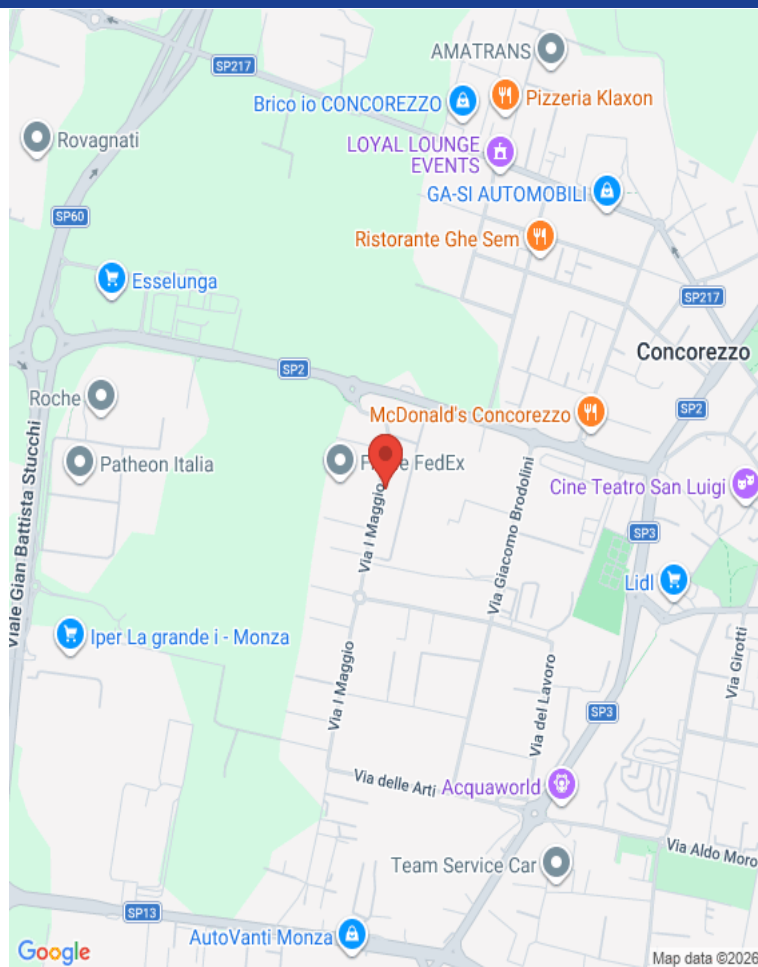 AMATRANS
SP217
Brico io CONCOREZZO
Pizzeria Klaxon
Rovagnati
LOYAL LOUNGE
EVENTS
GA-SI AUTOMOBILI
SP60
Ristorante Ghe Sem
Esselunga
SP217
Concorezzo
SP2
Roche
McDonald's Concorezzo
SP2
Patheon Italia
FedEx
Cine Teatro San Luigi
Viale Gian Battista Stucchi
Via I Maggio
Via Giacomo Brodolini
SP3
Lidl
Iper La grande i - Monza
Via I Maggio
Via del Lavoro
Via Girotti
SP3
Via delle Arti
Acquaworld
Via Aldo Moro
Team Service Car
SP13
AutoVanti Monza
Google
Map data ©2026